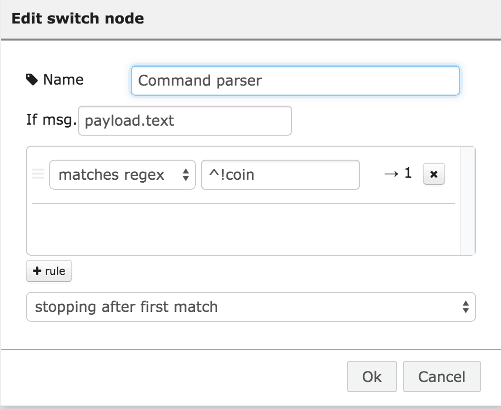 Edit switch node
Name Command parser
If msg. payload.text
matches regex ^!coin → 1 ×
+ rule
stopping after first match
Ok Cancel